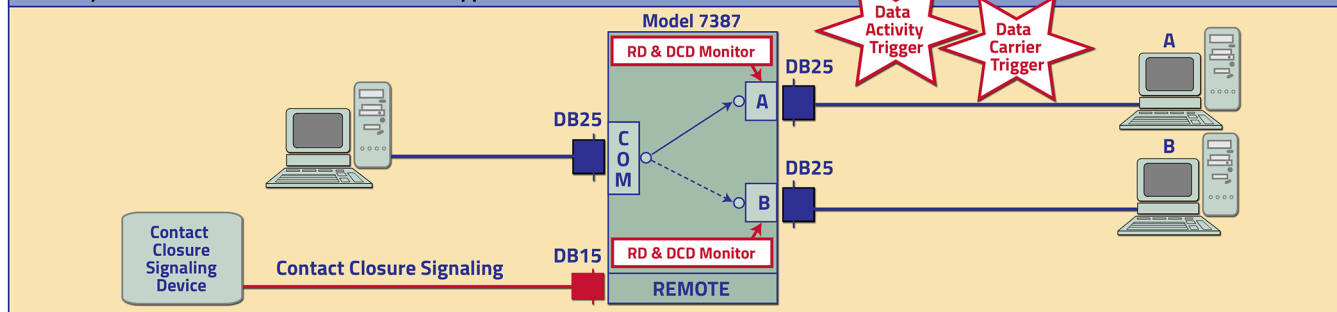 Model 7387
Data
Activity
Trigger
Data
Carrier
Trigger
RD & DCD Monitor
DB25
A
A
DB25
C
O
M
B
DB25
B
Contact
Closure
Signaling
Device
Contact Closure Signaling
DB15
RD & DCD Monitor
REMOTE